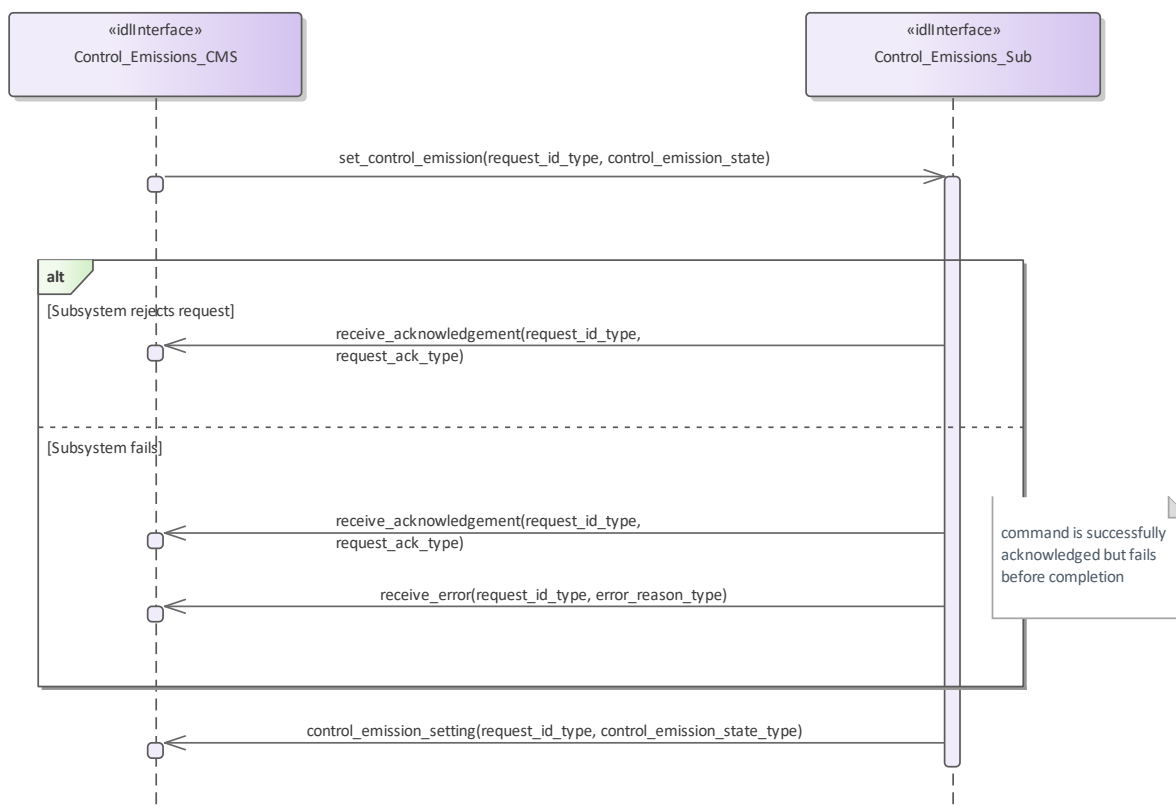 «idlInterface»
Control_Emissions_CMS
«idlInterface»
Control_Emissions_Sub
set_control_emission(request_id_type, control_emission_state)
alt
[Subsystem rejects request]
receive_acknowledgement(request_id_type,
request_ack_type)
[Subsystem fails]
receive_acknowledgement(request_id_type,
request_ack_type)
command is successfully
acknowledged but fails
before completion
receive_error(request_id_type, error_reason_type)
control_emission_setting(request_id_type, control_emission_state_type)